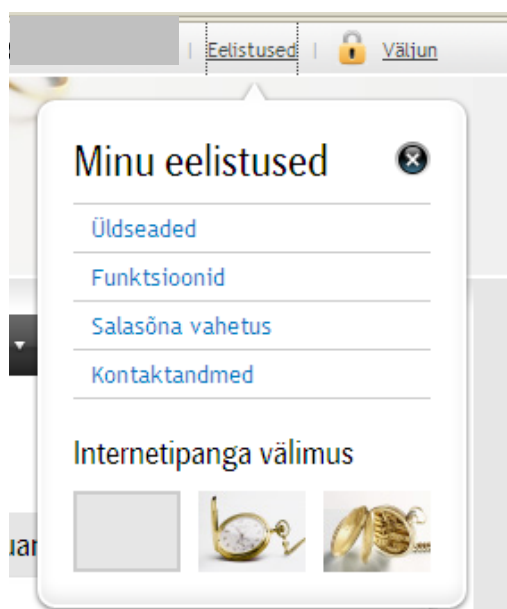 Eelistused | Väljun
Minu eelistused
Üldseaded
Funktsioonid
Salasõna vahetus
Kontaktandmed
Internetipanga välimus